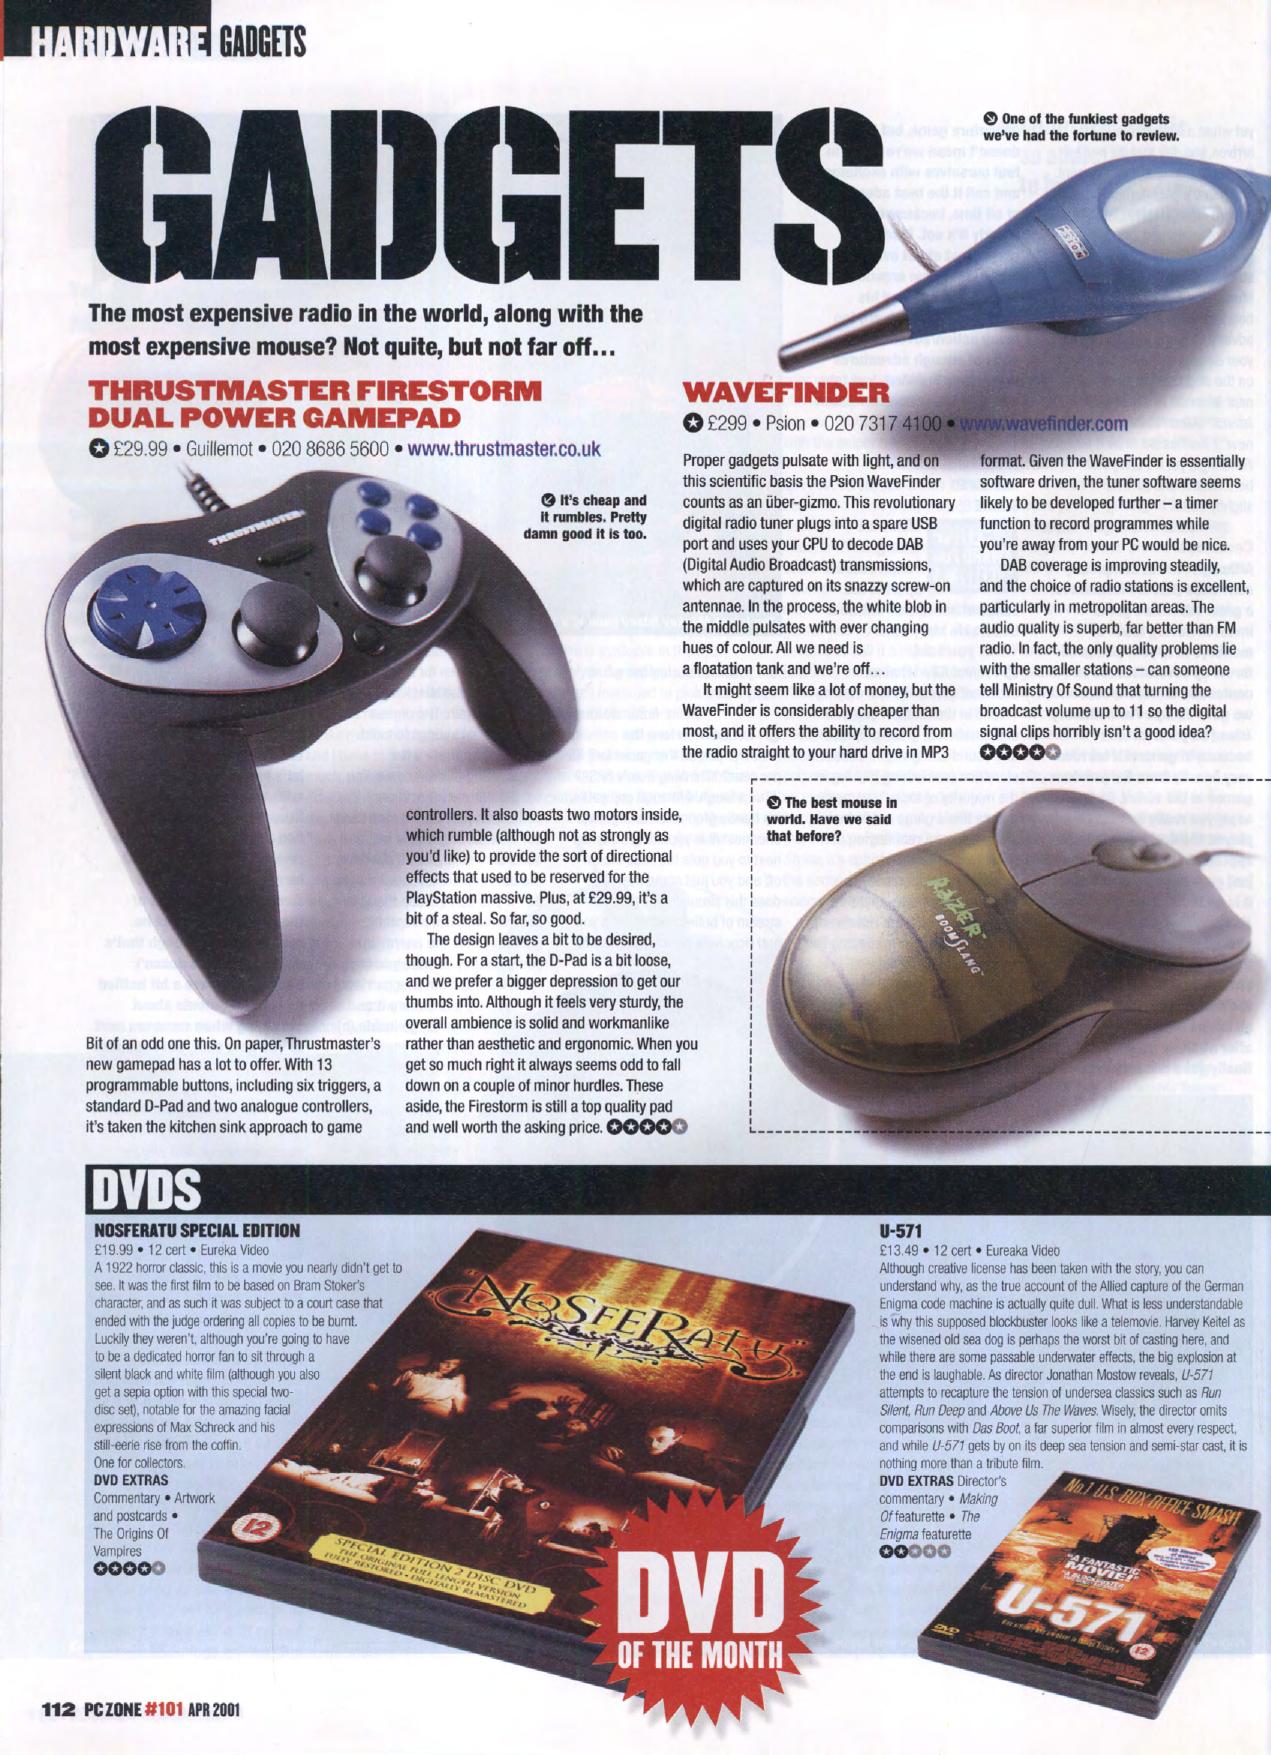 HARDWARE GADGETS
GADGETS
One of the funkiest gadgets
we've had the fortune to review.
PSION
The most expensive radio in the world, along with the
most expensive mouse? Not quite, but not far off...
THRUSTMASTER FIRESTORM
DUAL POWER GAMEPAD
£29.99 • Guillemot • 020 8686 5600 • www.thrustmaster.co.uk
It's cheap and
it rumbles. Pretty
damn good it is too.
THRUSTMASTER
Bit of an odd one this. On paper, Thrustmaster's
new gamepad has a lot to offer. With 13
programmable buttons, including six triggers, a
standard D-Pad and two analogue controllers,
it's taken the kitchen sink approach to game
controllers. It also boasts two motors inside,
which rumble (although not as strongly as
you'd like) to provide the sort of directional
effects that used to be reserved for the
PlayStation massive. Plus, at £29.99, it's a
bit of a steal. So far, so good.
The design leaves a bit to be desired,
though. For a start, the D-Pad is a bit loose,
and we prefer a bigger depression to get our
thumbs into. Although it feels very sturdy, the
overall ambience is solid and workmanlike
rather than aesthetic and ergonomic. When you
get so much right it always seems odd to fall
down on a couple of minor hurdles. These
aside, the Firestorm is still a top quality pad
and well worth the asking price.
WAVEFINDER
£299 • Psion • 020 7317 4100 • www.wavefinder.com
Proper gadgets pulsate with light, and on
this scientific basis the Psion WaveFinder
counts as an über-gizmo. This revolutionary
digital radio tuner plugs into a spare USB
port and uses your CPU to decode DAB
(Digital Audio Broadcast) transmissions,
which are captured on its snazzy screw-on
antennae. In the process, the white blob in
the middle pulsates with ever changing
hues of colour. All we need is
a floatation tank and we're off...
It might seem like a lot of money, but the
WaveFinder is considerably cheaper than
most, and it offers the ability to record from
the radio straight to your hard drive in MP3
format. Given the WaveFinder is essentially
software driven, the tuner software seems
likely to be developed further – a timer
function to record programmes while
you're away from your PC would be nice.
DAB coverage is improving steadily,
and the choice of radio stations is excellent,
particularly in metropolitan areas. The
audio quality is superb, far better than FM
radio. In fact, the only quality problems lie
with the smaller stations – can someone
tell Ministry Of Sound that turning the
broadcast volume up to 11 so the digital
signal clips horribly isn't a good idea?
The best mouse in
world. Have we said
that before?
RAZER
BOOMSLANG
DVDS
NOSFERATU SPECIAL EDITION
£19.99 • 12 cert • Eureka Video
A 1922 horror classic, this is a movie you nearly didn't get to
see. It was the first film to be based on Bram Stoker's
character, and as such it was subject to a court case that
ended with the judge ordering all copies to be burnt.
Luckily they weren't, although you're going to have
to be a dedicated horror fan to sit through a
silent black and white film (although you also
get a sepia option with this special two-
disc set), notable for the amazing facial
expressions of Max Schreck and his
still-eerie rise from the coffin.
One for collectors.
DVD EXTRAS
Commentary • Artwork
and postcards •
The Origins Of
Vampires
NOSFERATU
12
SPECIAL EDITION 2 DISC DVD
THE ORIGINAL FULL LENGTH VERSION
FULLY RESTORED • DIGITALLY REMASTERED
DVD
OF THE MONTH
U-571
£13.49 • 12 cert • Eureaka Video
Although creative license has been taken with the story, you can
understand why, as the true account of the Allied capture of the German
Enigma code machine is actually quite dull. What is less understandable
is why this supposed blockbuster looks like a telemovie. Harvey Keitel as
the wisened old sea dog is perhaps the worst bit of casting here, and
while there are some passable underwater effects, the big explosion at
the end is laughable. As director Jonathan Mostow reveals, U-571
attempts to recapture the tension of undersea classics such as Run
Silent, Run Deep and Above Us The Waves. Wisely, the director omits
comparisons with Das Boot, a far superior film in almost every respect,
and while U-571 gets by on its deep sea tension and semi-star cast, it is
nothing more than a tribute film.
DVD EXTRAS Director's
commentary • Making
Of featurette • The
Enigma featurette
No.1 U.S. BOX OFFICE SMASH
"A FANTASTIC
MOVIE!"
U-571
DVD
12
112 PCZONE #101 APR 2001